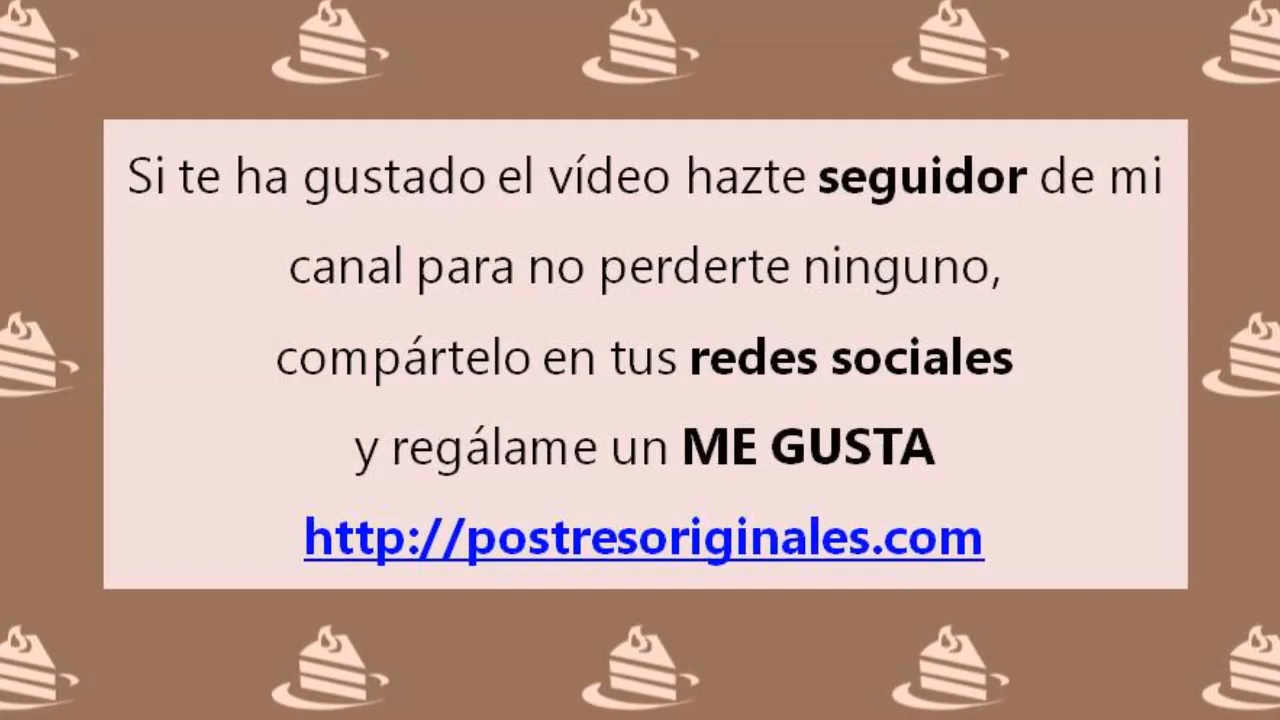 Si te ha gustado el vídeo hazte seguidor de mi
canal para no perderte ninguno,
compártelo en tus redes sociales
y regálame un ME GUSTA
http://postresoriginales.com